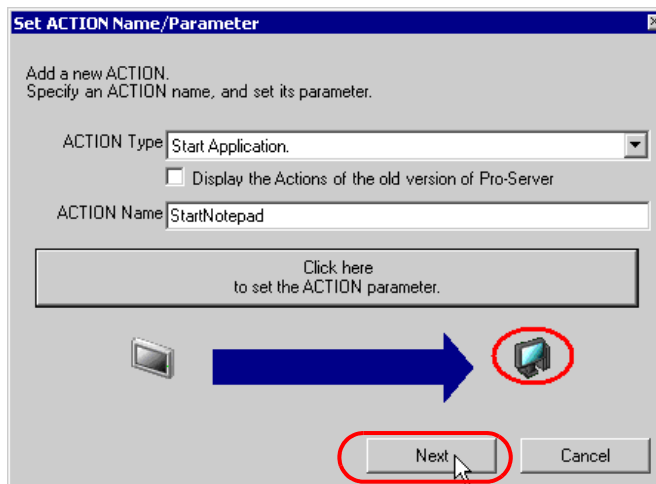 Set ACTION Name/Parameter
Add a new ACTION.
Specify an ACTION name, and set its parameter.
ACTION Type Start Application.
Display the Actions of the old version of Pro-Server
ACTION Name StartNotepad
Click here
to set the ACTION parameter.
Next Cancel